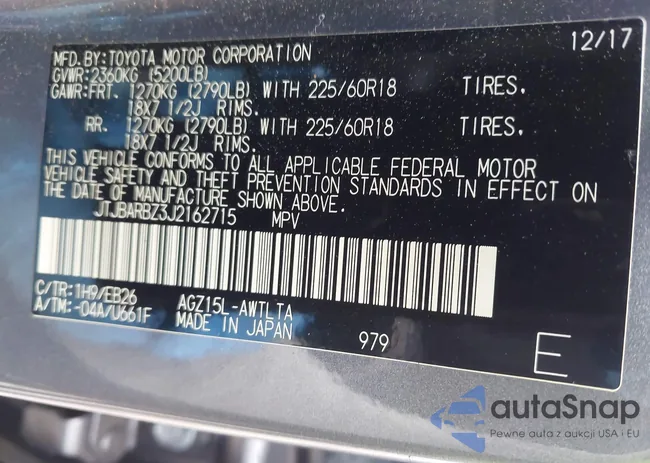 MFD.BY:TOYOTA MOTOR CORPORATION 12/17
GVWR:2360KG (5200LB)
GAWR:FRT. 1270KG (2790LB) WITH 225/60R18 TIRES.
18X7 1/2J RIMS.
RR. 1270KG (2790LB) WITH 225/60R18 TIRES.
18X7 1/2J RIMS.
THIS VEHICLE CONFORMS TO ALL APPLICABLE FEDERAL MOTOR
VEHICLE SAFETY AND THEFT PREVENTION STANDARDS IN EFFECT ON
THE DATE OF MANUFACTURE SHOWN ABOVE.
JTJBARBZ3J2162715 MPV
C/TR:1H9/EB26 AGZ15L-AWTLTA
A/TM:-04A/U661F MADE IN JAPAN 979 E
autaSnap
Pewne auta z aukcji USA i EU